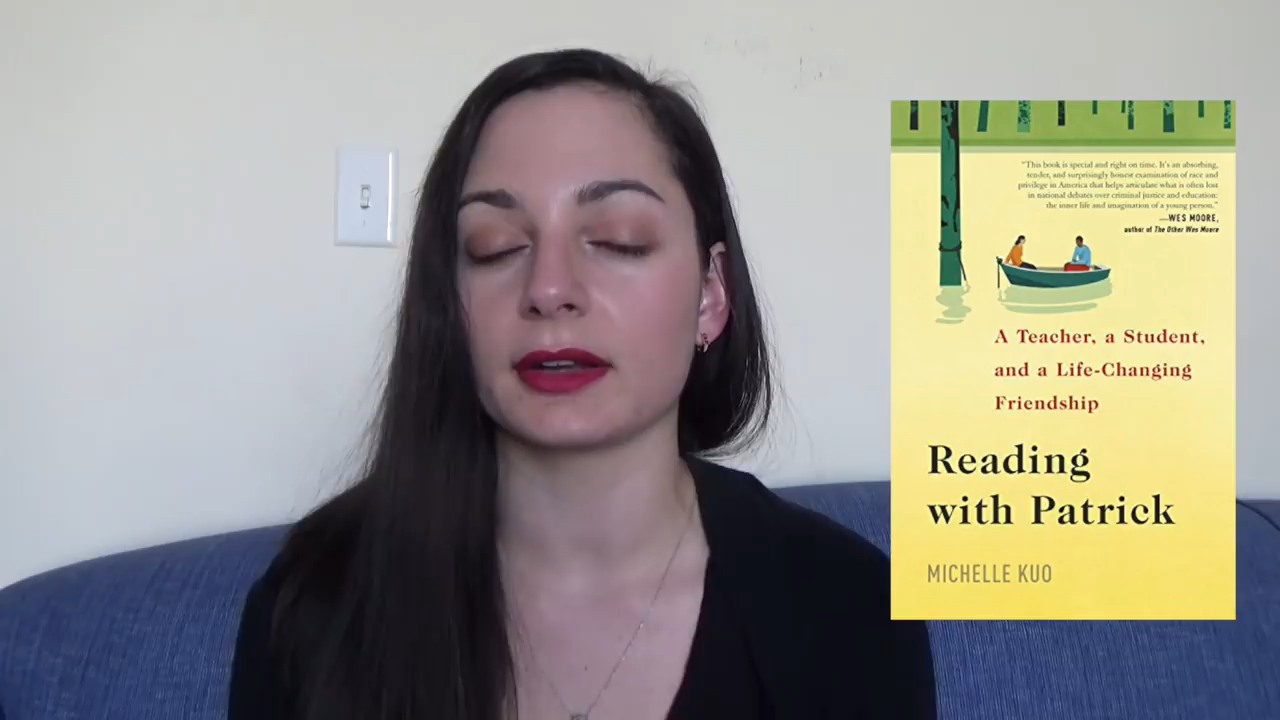 "This book is special and right on time. It's an absorbing,
tender, and surprisingly honest examination of race and
privilege in America that helps articulate what is often lost
in national debates over criminal justice and education:
the inner life and imagination of a young person."
—WES MOORE,
author of The Other Wes Moore
A Teacher, a Student,
and a Life-Changing
Friendship
Reading
with Patrick
MICHELLE KUO